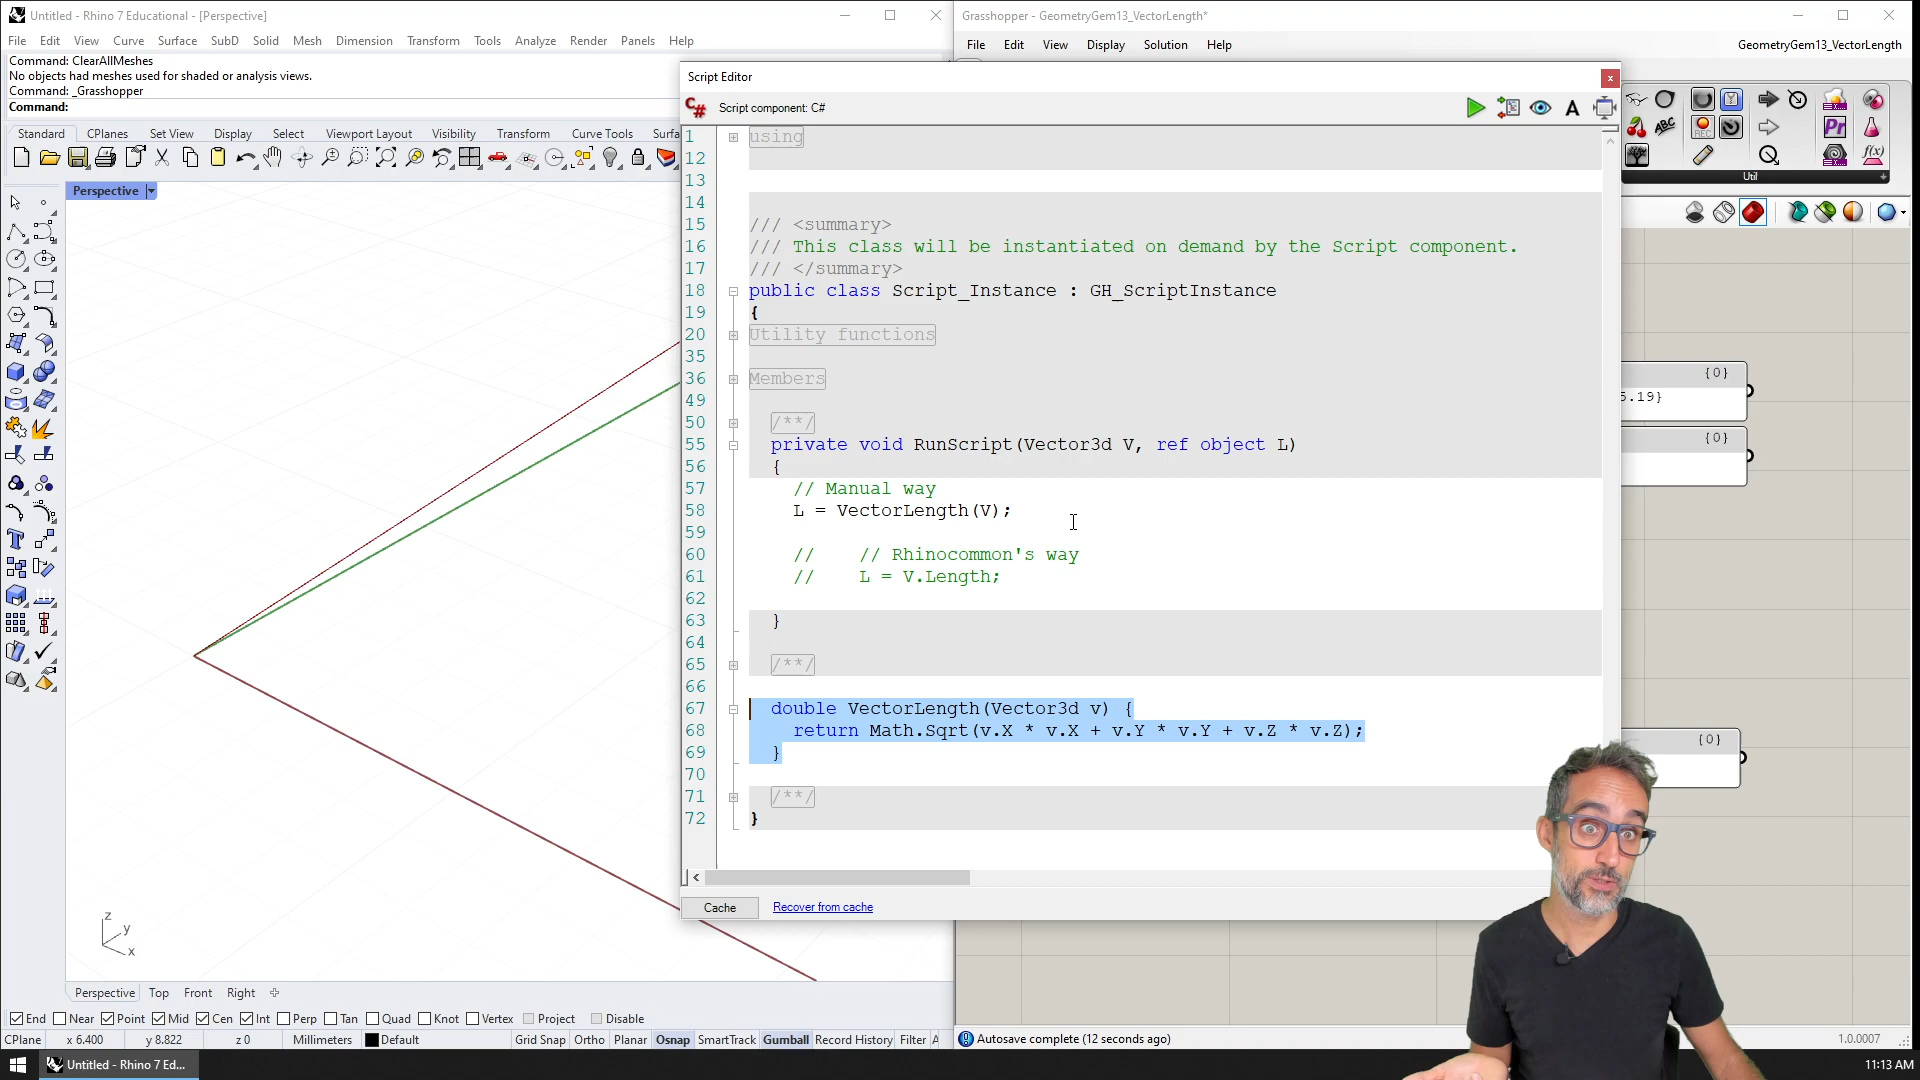 Untitled - Rhino 7 Educational - [Perspective]
File Edit View Curve Surface SubD Solid Mesh Dimension Transform Tools Analyze Render Panels Help
Command: ClearAllMeshes
No objects had meshes used for shaded or analysis views.
Command: _Grasshopper
Command:
Standard CPlanes Set View Display Select Viewport Layout Visibility Transform Curve Tools Surfa
Perspective
z
y
x
Perspective Top Front Right
End Near Point Mid Cen Int Perp Tan Quad Knot Vertex Project Disable
CPlane x 6.400 y 8.822 z 0 Millimeters Default Grid Snap Ortho Planar Osnap SmartTrack Gumball Record History Filter A
Untitled - Rhino 7 Ed...
Grasshopper - GeometryGem13_VectorLength*
File Edit View Display Solution Help
GeometryGem13_VectorLength
ABC
REC
Pr
f(x)
Util
Script Editor
C# Script component: C#
A
1 using
12
13
14
15 /// <summary>
16 /// This class will be instantiated on demand by the Script component.
17 /// </summary>
18 public class Script_Instance : GH_ScriptInstance
19 {
20 Utility functions
35
36 Members
49
50 /**/
55 private void RunScript(Vector3d V, ref object L)
56 {
57 // Manual way
58 L = VectorLength(V);
59
60 // // Rhinocommon's way
61 // L = V.Length;
62
63 }
64
65 /**/
66
67 double VectorLength(Vector3d v) {
68 return Math.Sqrt(v.X * v.X + v.Y * v.Y + v.Z * v.Z);
69 }
70
71 /**/
72 }
Cache Recover from cache
{0}
5.19}
{0}
{0}
Autosave complete (12 seconds ago)
1.0.0007
11:13 AM